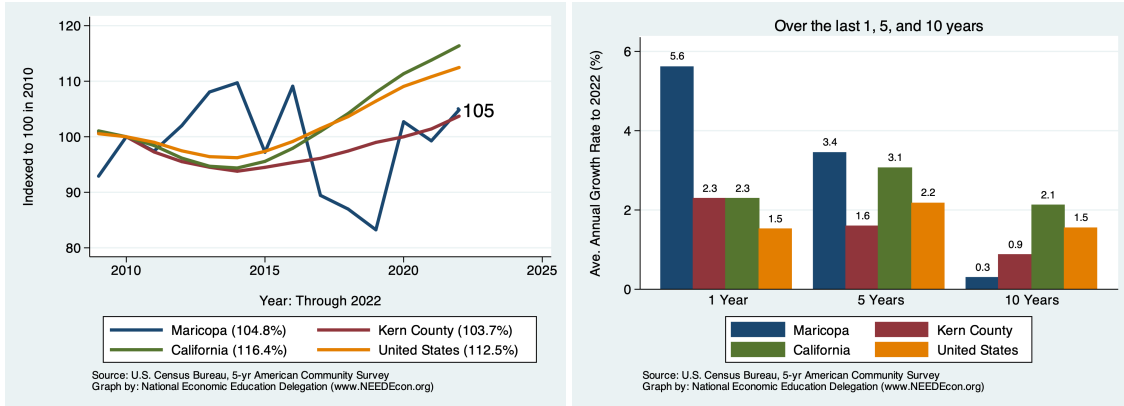 Indexed to 100 in 2010
120
110
100
90
80
105
2010
2015
2020
2025
Year: Through 2022
Maricopa (104.8%)
Kern County (103.7%)
California (116.4%)
United States (112.5%)
Source: U.S. Census Bureau, 5-yr American Community Survey
Graph by: National Economic Education Delegation (www.NEEDEcon.org)
Over the last 1, 5, and 10 years
Ave. Annual Growth Rate to 2022 (%)
6
4
2
0
5.6
2.3
2.3
1.5
3.4
1.6
3.1
2.2
0.3
0.9
2.1
1.5
1 Year
5 Years
10 Years
Maricopa
Kern County
California
United States
Source: U.S. Census Bureau, 5-yr American Community Survey
Graph by: National Economic Education Delegation (www.NEEDEcon.org)